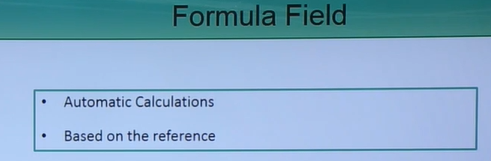 Formula Field
• Automatic Calculations
• Based on the reference